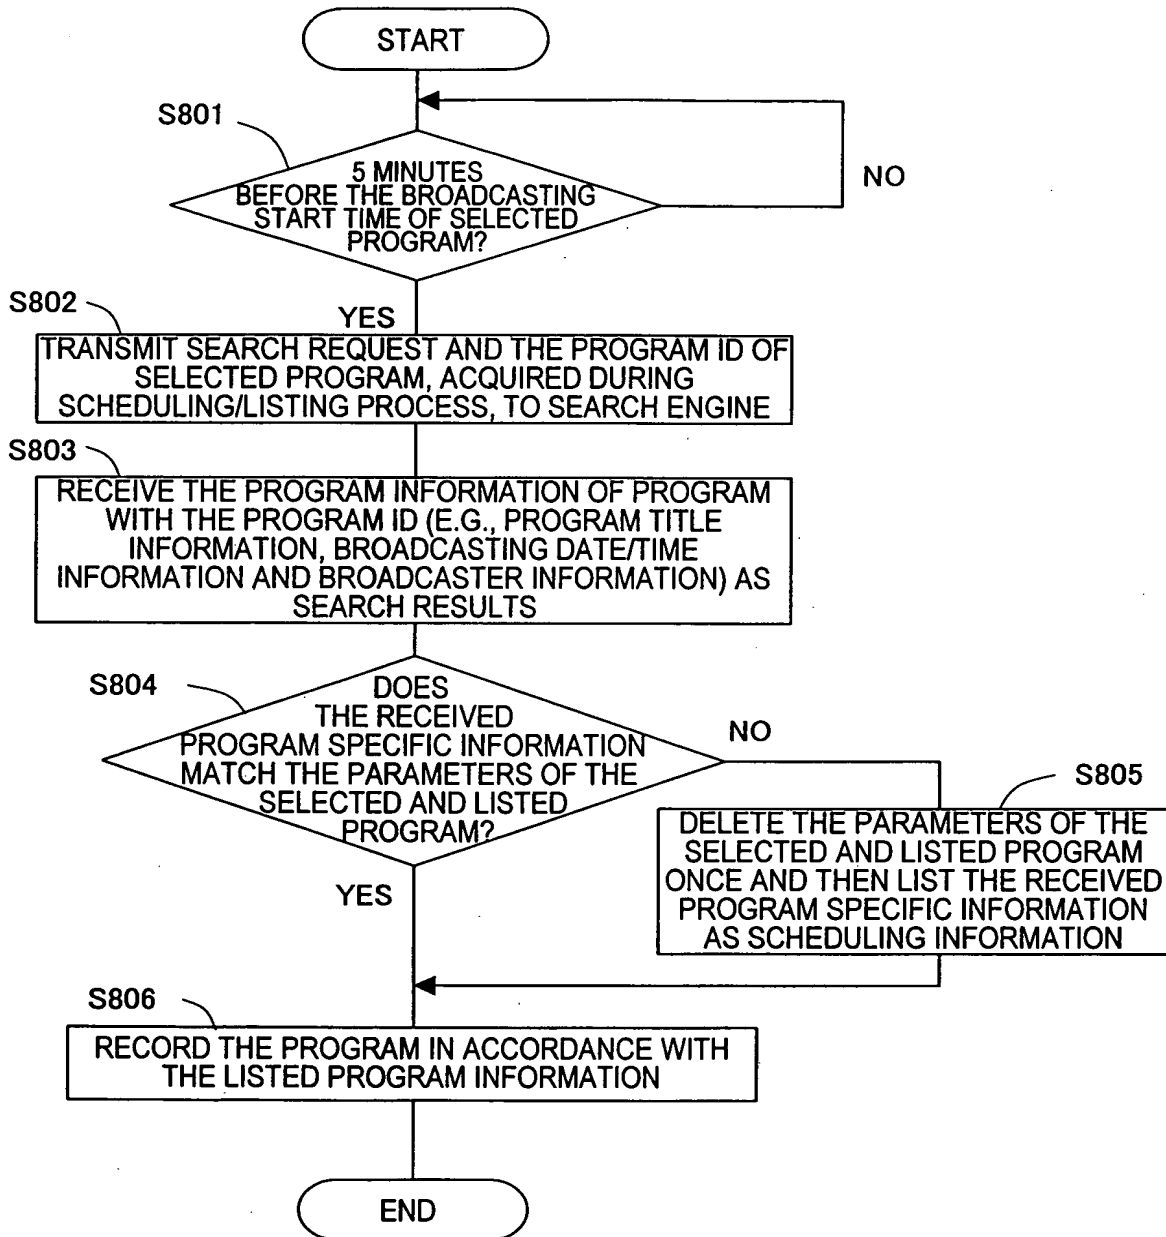 START
S801
5 MINUTES
BEFORE THE BROADCASTING
START TIME OF SELECTED
PROGRAM?
NO
YES
S802
TRANSMIT SEARCH REQUEST AND THE PROGRAM ID OF
SELECTED PROGRAM, ACQUIRED DURING
SCHEDULING/LISTING PROCESS, TO SEARCH ENGINE
S803
RECEIVE THE PROGRAM INFORMATION OF PROGRAM
WITH THE PROGRAM ID (E.G., PROGRAM TITLE
INFORMATION, BROADCASTING DATE/TIME
INFORMATION AND BROADCASTER INFORMATION) AS
SEARCH RESULTS
S804
DOES
THE RECEIVED
PROGRAM SPECIFIC INFORMATION
MATCH THE PARAMETERS OF THE
SELECTED AND LISTED
PROGRAM?
NO
YES
S805
DELETE THE PARAMETERS OF THE
SELECTED AND LISTED PROGRAM
ONCE AND THEN LIST THE RECEIVED
PROGRAM SPECIFIC INFORMATION
AS SCHEDULING INFORMATION
S806
RECORD THE PROGRAM IN ACCORDANCE WITH
THE LISTED PROGRAM INFORMATION
END